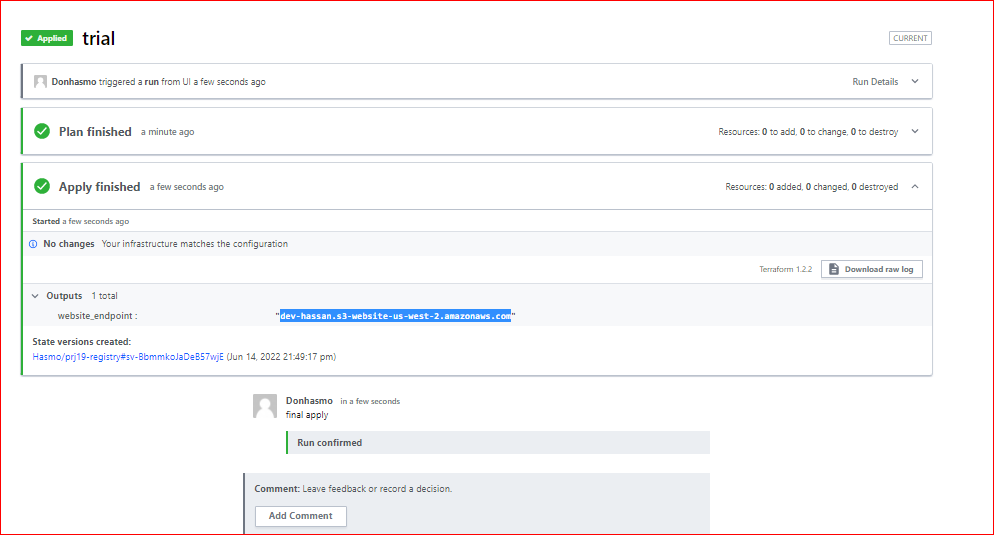 Applied trial CURRENT
Donhasmo triggered a run from UI a few seconds ago Run Details
Plan finished a minute ago Resources: 0 to add, 0 to change, 0 to destroy
Apply finished a few seconds ago Resources: 0 added, 0 changed, 0 destroyed
Started a few seconds ago
No changes Your infrastructure matches the configuration
Terraform 1.2.2 Download raw log
Outputs 1 total
website_endpoint : "dev-hassan.s3-website-us-west-2.amazonaws.com"
State versions created:
Hasmo/prj19-registry#sv-BbmmkoJaDeB57wjE (Jun 14, 2022 21:49:17 pm)
Donhasmo in a few seconds
final apply
Run confirmed
Comment: Leave feedback or record a decision.
Add Comment